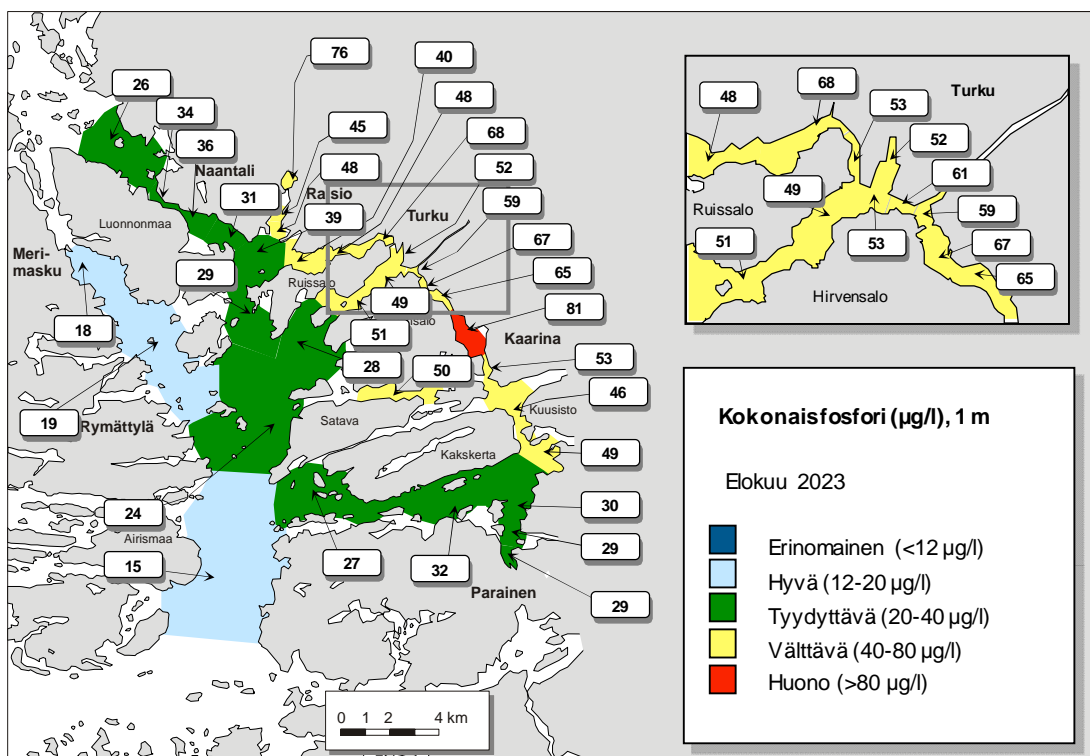 76
40
26
48
34
45
68
36
Naantali
48
52
Raisio
31
39
Turku
59
Luonnonmaa
Meri-
masku
67
29
Ruissalo
65
49
18
51
81
Kaarina
28
50
53
19
Rymättylä
Satava
46
Kuusisto
Kakskerta
49
24
30
Airismaa
15
27
32
29
Parainen
29
0 1 2 4 km
68
53
Turku
48
52
61
49
Ruissalo
59
51
53
67
65
Hirvensalo
Kokonaisfosfori (µg/l), 1 m
Elokuu 2023
Erinomainen (<12 µg/l)
Hyvä (12-20 µg/l)
Tyydyttävä (20-40 µg/l)
Välttävä (40-80 µg/l)
Huono (>80 µg/l)